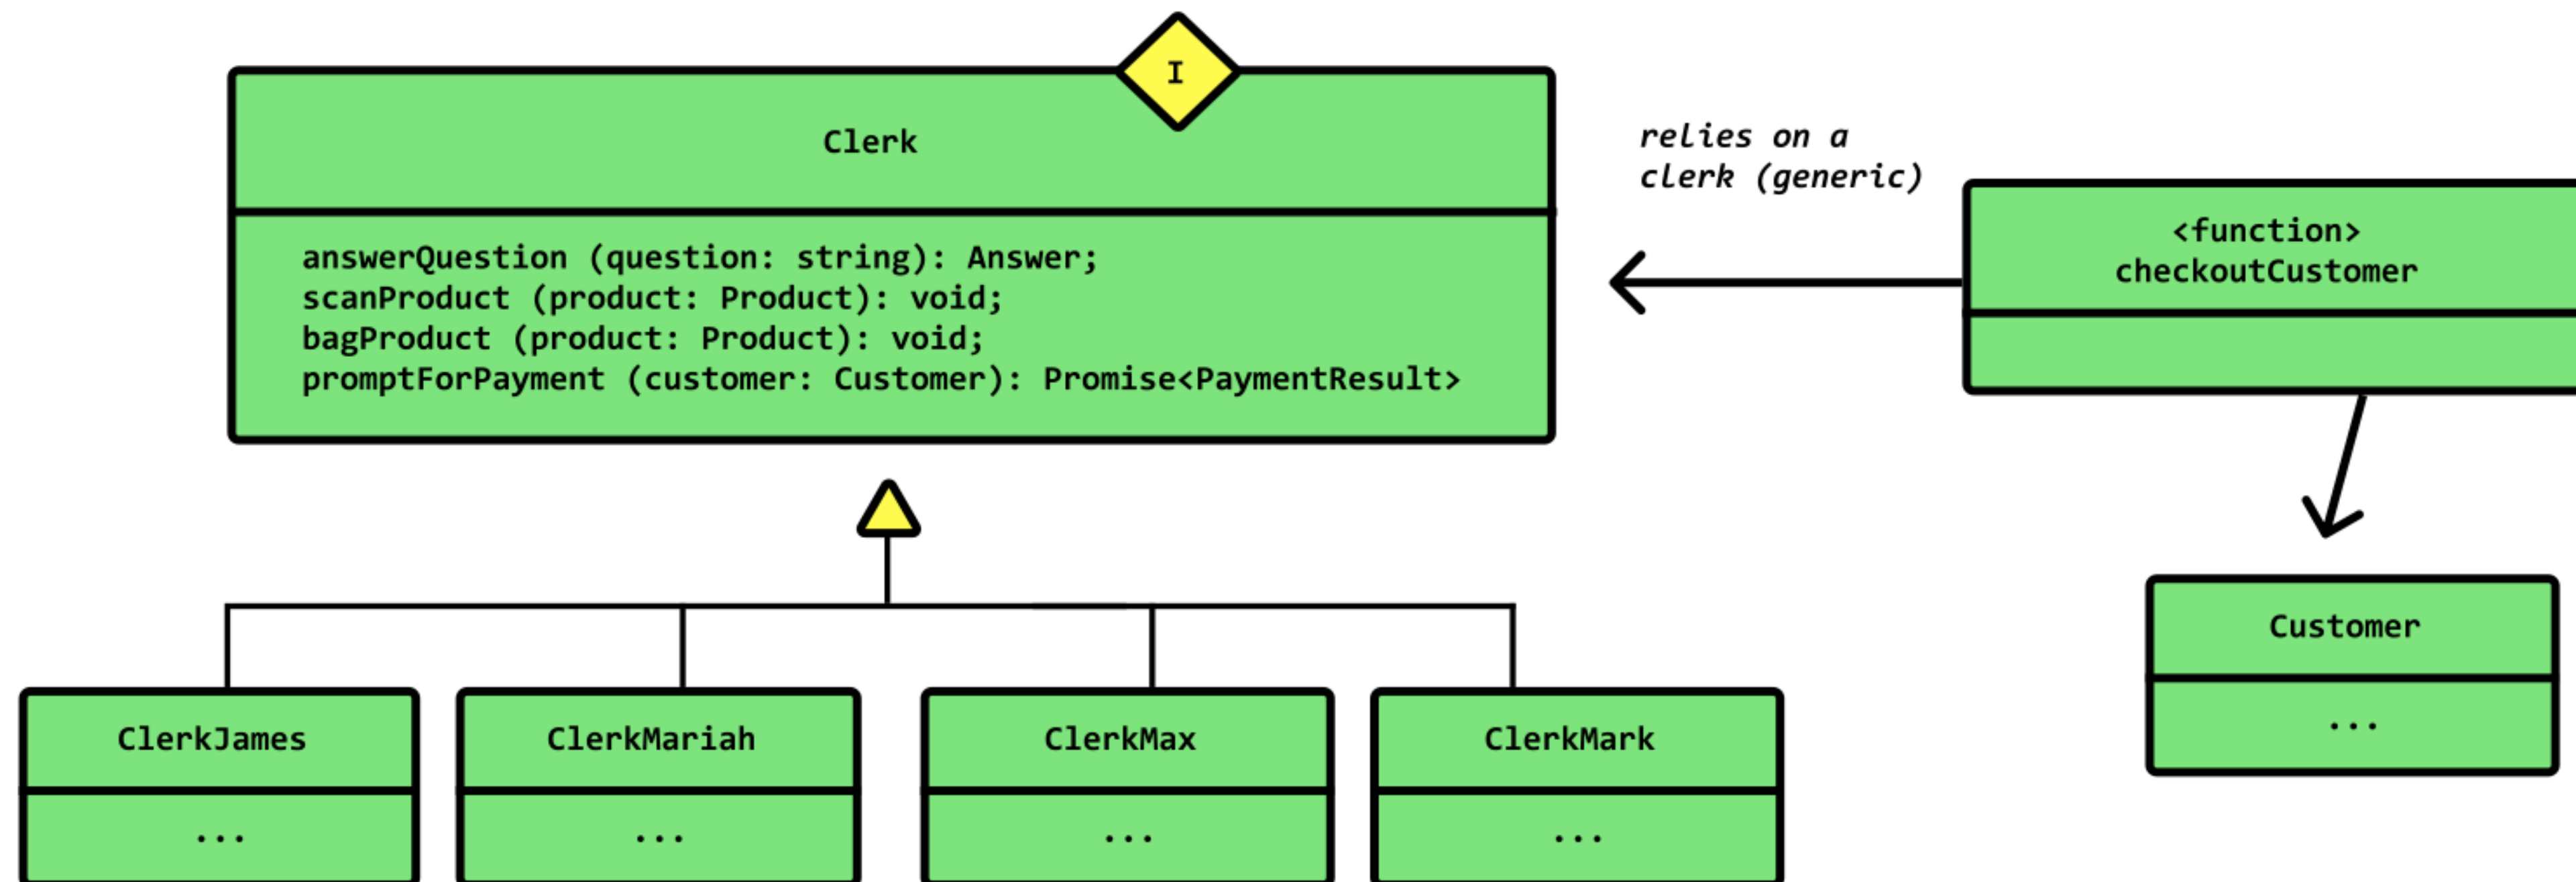 I
Clerk
answerQuestion (question: string): Answer;
scanProduct (product: Product): void;
bagProduct (product: Product): void;
promptForPayment (customer: Customer): Promise<PaymentResult>
relies on a
clerk (generic)
<function>
checkoutCustomer
Customer
...
ClerkJames
...
ClerkMariah
...
ClerkMax
...
ClerkMark
...